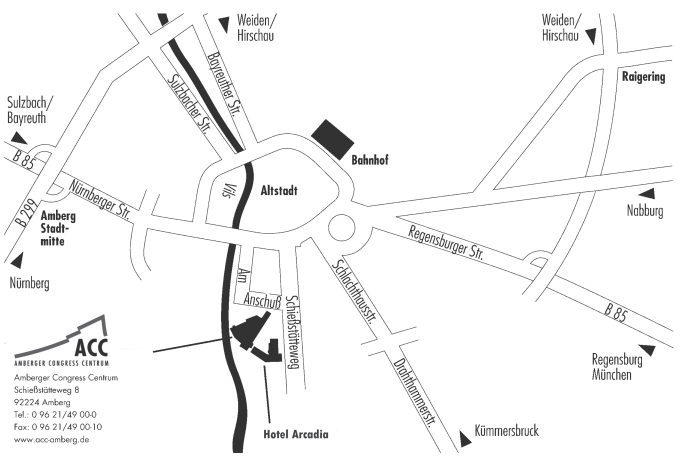 Weiden/
Hirschau
Weiden/
Hirschau
Raigering
Sulzbach/
Bayreuth
Bayreuther Str.
Sulzbacher Str.
Bahnhof
B 85
Nürnberger Str.
Vils
Altstadt
Nabburg
B 299
Amberg
Stadt-
mitte
Regensburger Str.
Nürnberg
Am
Anschuß
Schießstätteweg
Schlachthausstr.
B 85
Regensburg
München
Drahthammerstr.
Kümmersbruck
Hotel Arcadia
ACC
AMBERGER CONGRESS CENTRUM
Amberger Congress Centrum
Schießstätteweg 8
92224 Amberg
Tel.: 0 96 21/49 00-0
Fax: 0 96 21/49 00-10
www.acc-amberg.de